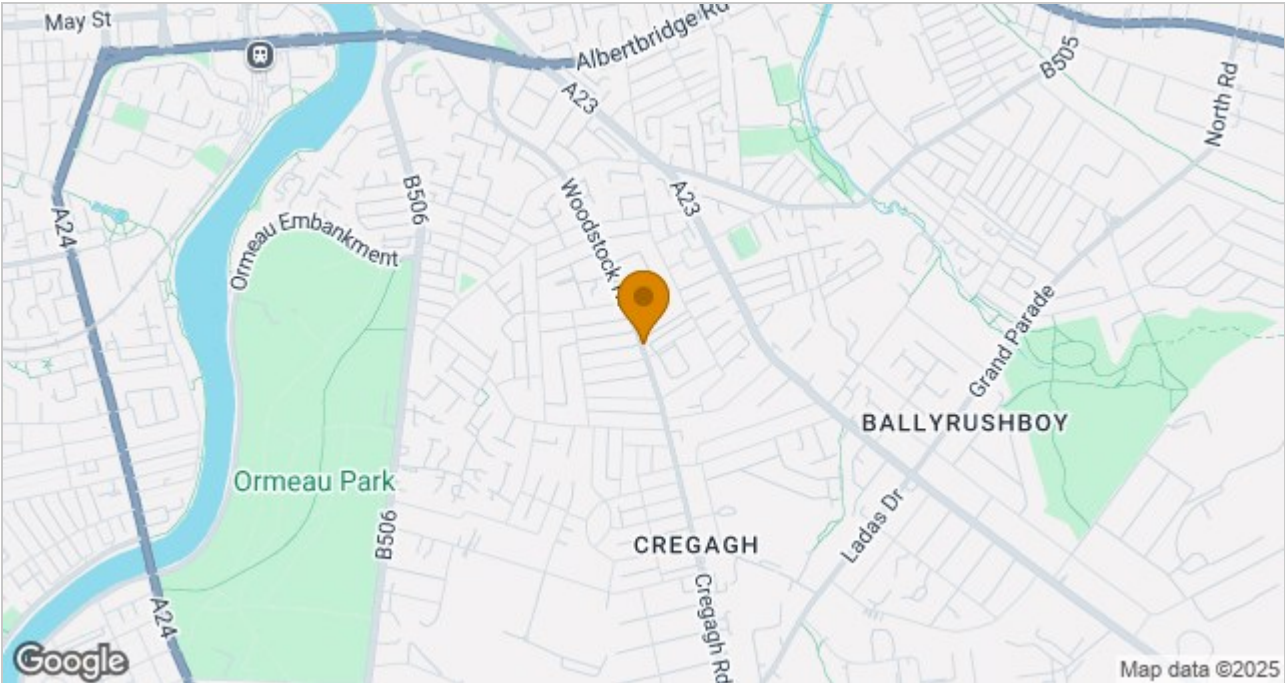 May St
Albertbridge Rd
B505
A23
North Rd
B506
A23
A24
Woodstock
Ormeau Embankment
Grand Parade
BALLYRUSHBOY
Ormeau Park
B506
Ladas Dr
CREGAGH
Cregagh Rd
A24
Google
Map data ©2025